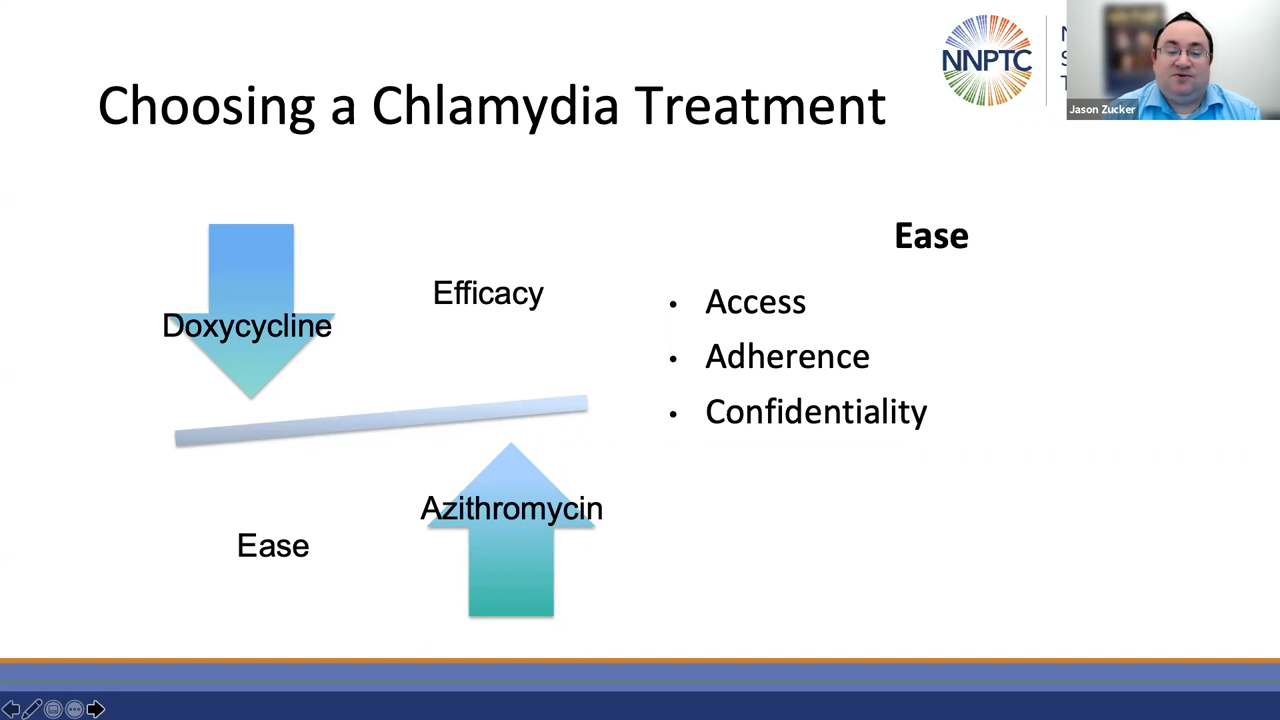 Choosing a Chlamydia Treatment
NNPTC
N
S
T
Jason Zucker
Doxycycline
Efficacy
Azithromycin
Ease
Ease
• Access
• Adherence
• Confidentiality